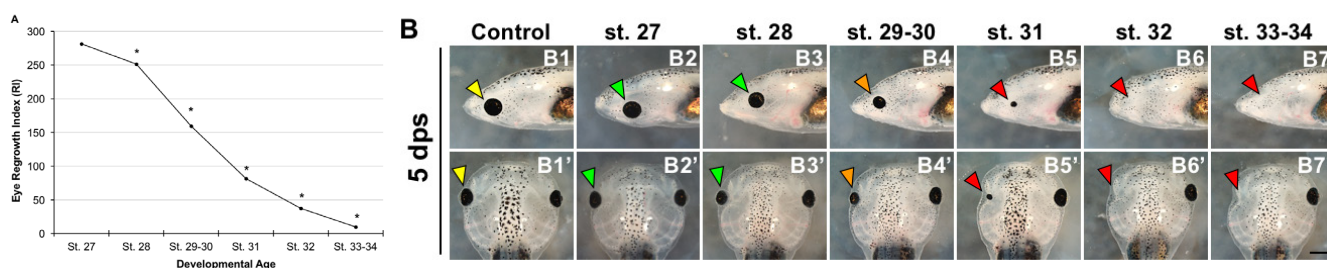 A
Eye Regrowth Index (RI)
300
250
200
150
100
50
0
*
*
*
*
*
St. 27 St. 28 St. 29-30 St. 31 St. 32 St. 33-34
Developmental Age
B
Control st. 27 st. 28 st. 29-30 st. 31 st. 32 st. 33-34
5 dps
B1 B2 B3 B4 B5 B6 B7
B1' B2' B3' B4' B5' B6' B7